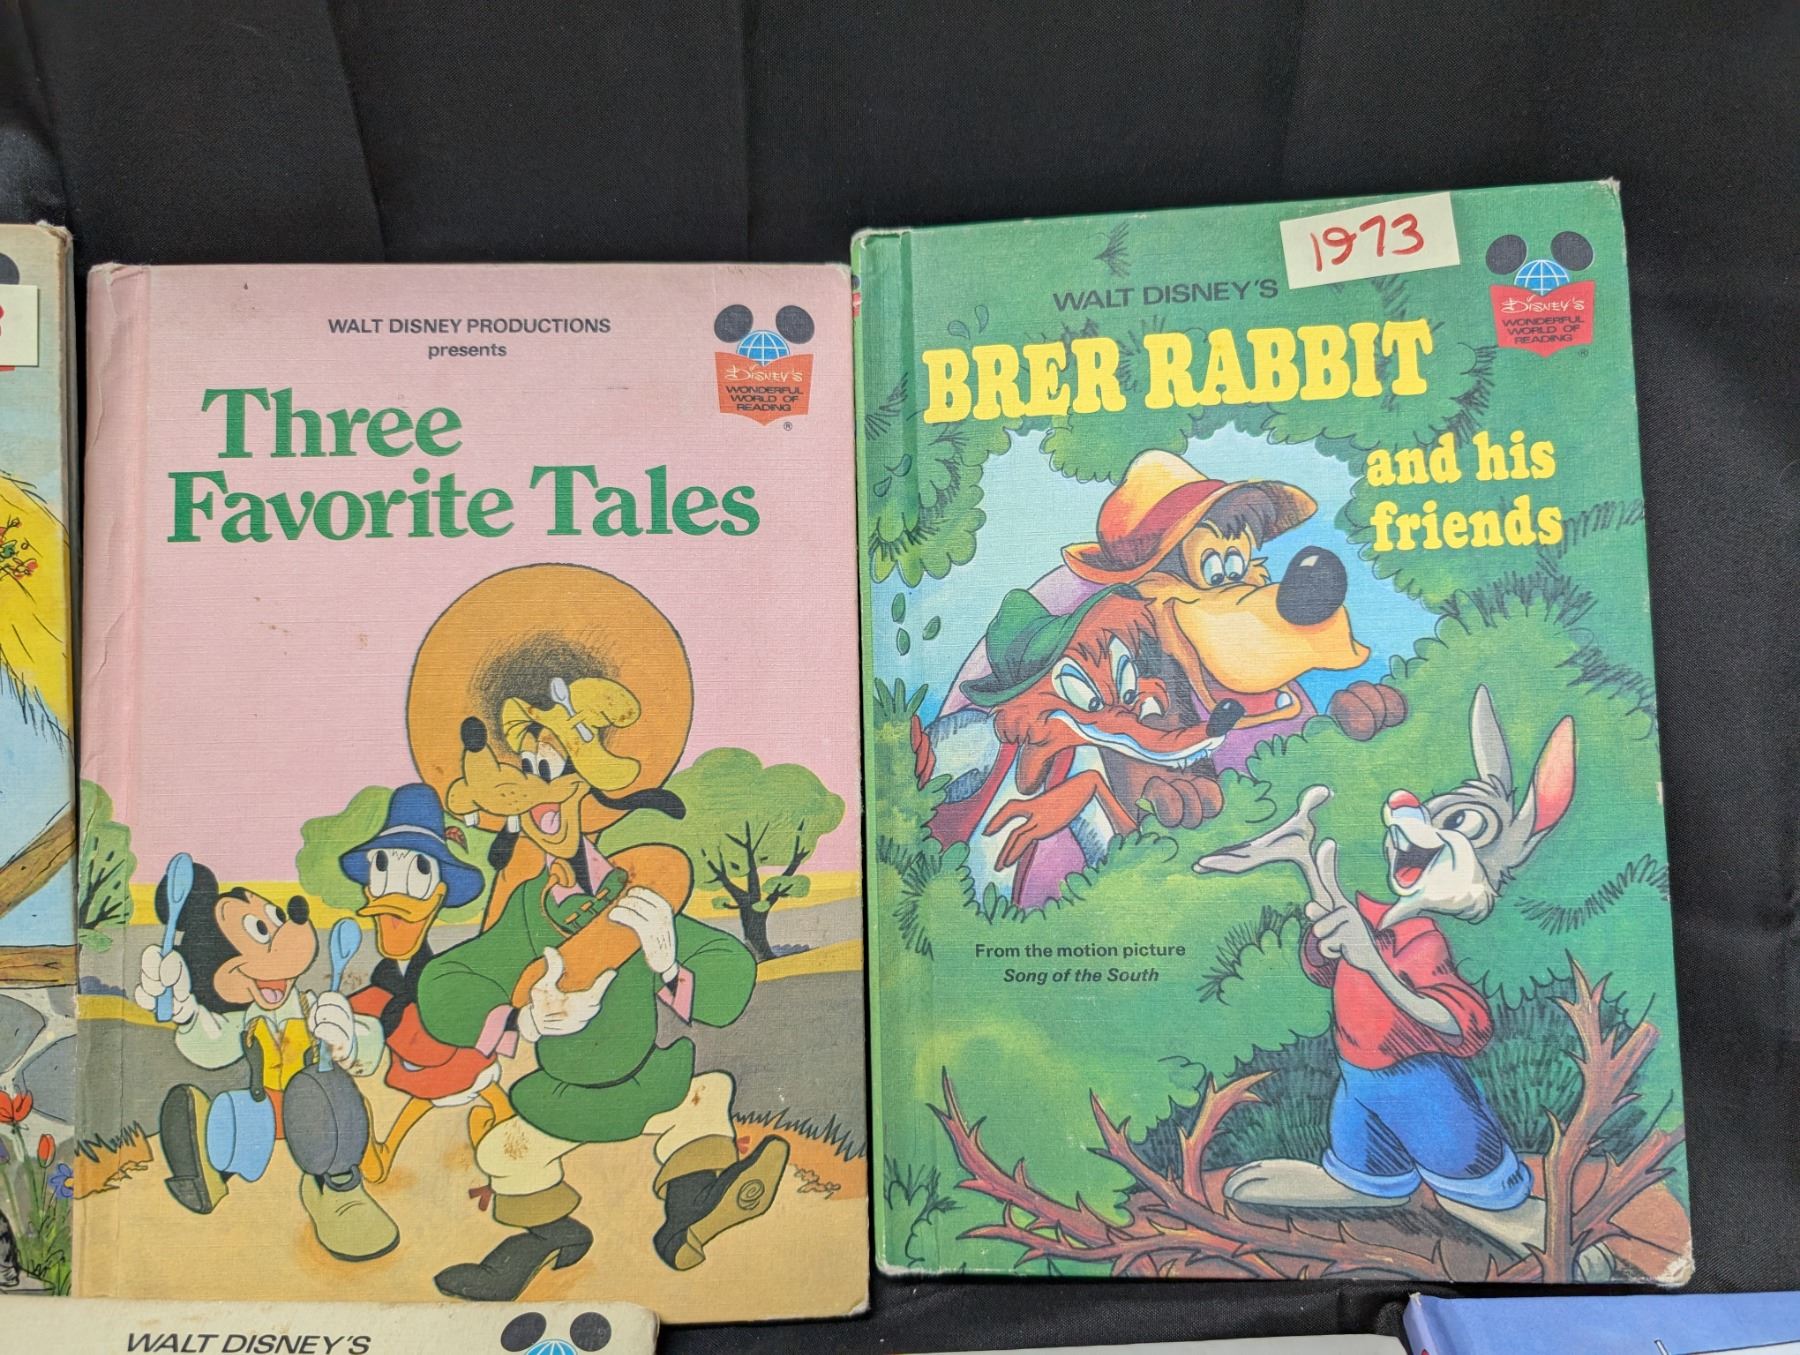 WALT DISNEY PRODUCTIONS
presents
Three
Favorite Tales
DISNEY'S
WONDERFUL
WORLD OF
READING
®
1973
WALT DISNEY'S
BRER RABBIT
and his
friends
DISNEY'S
WONDERFUL
WORLD OF
READING
®
From the motion picture
Song of the South
WALT DISNEY'S